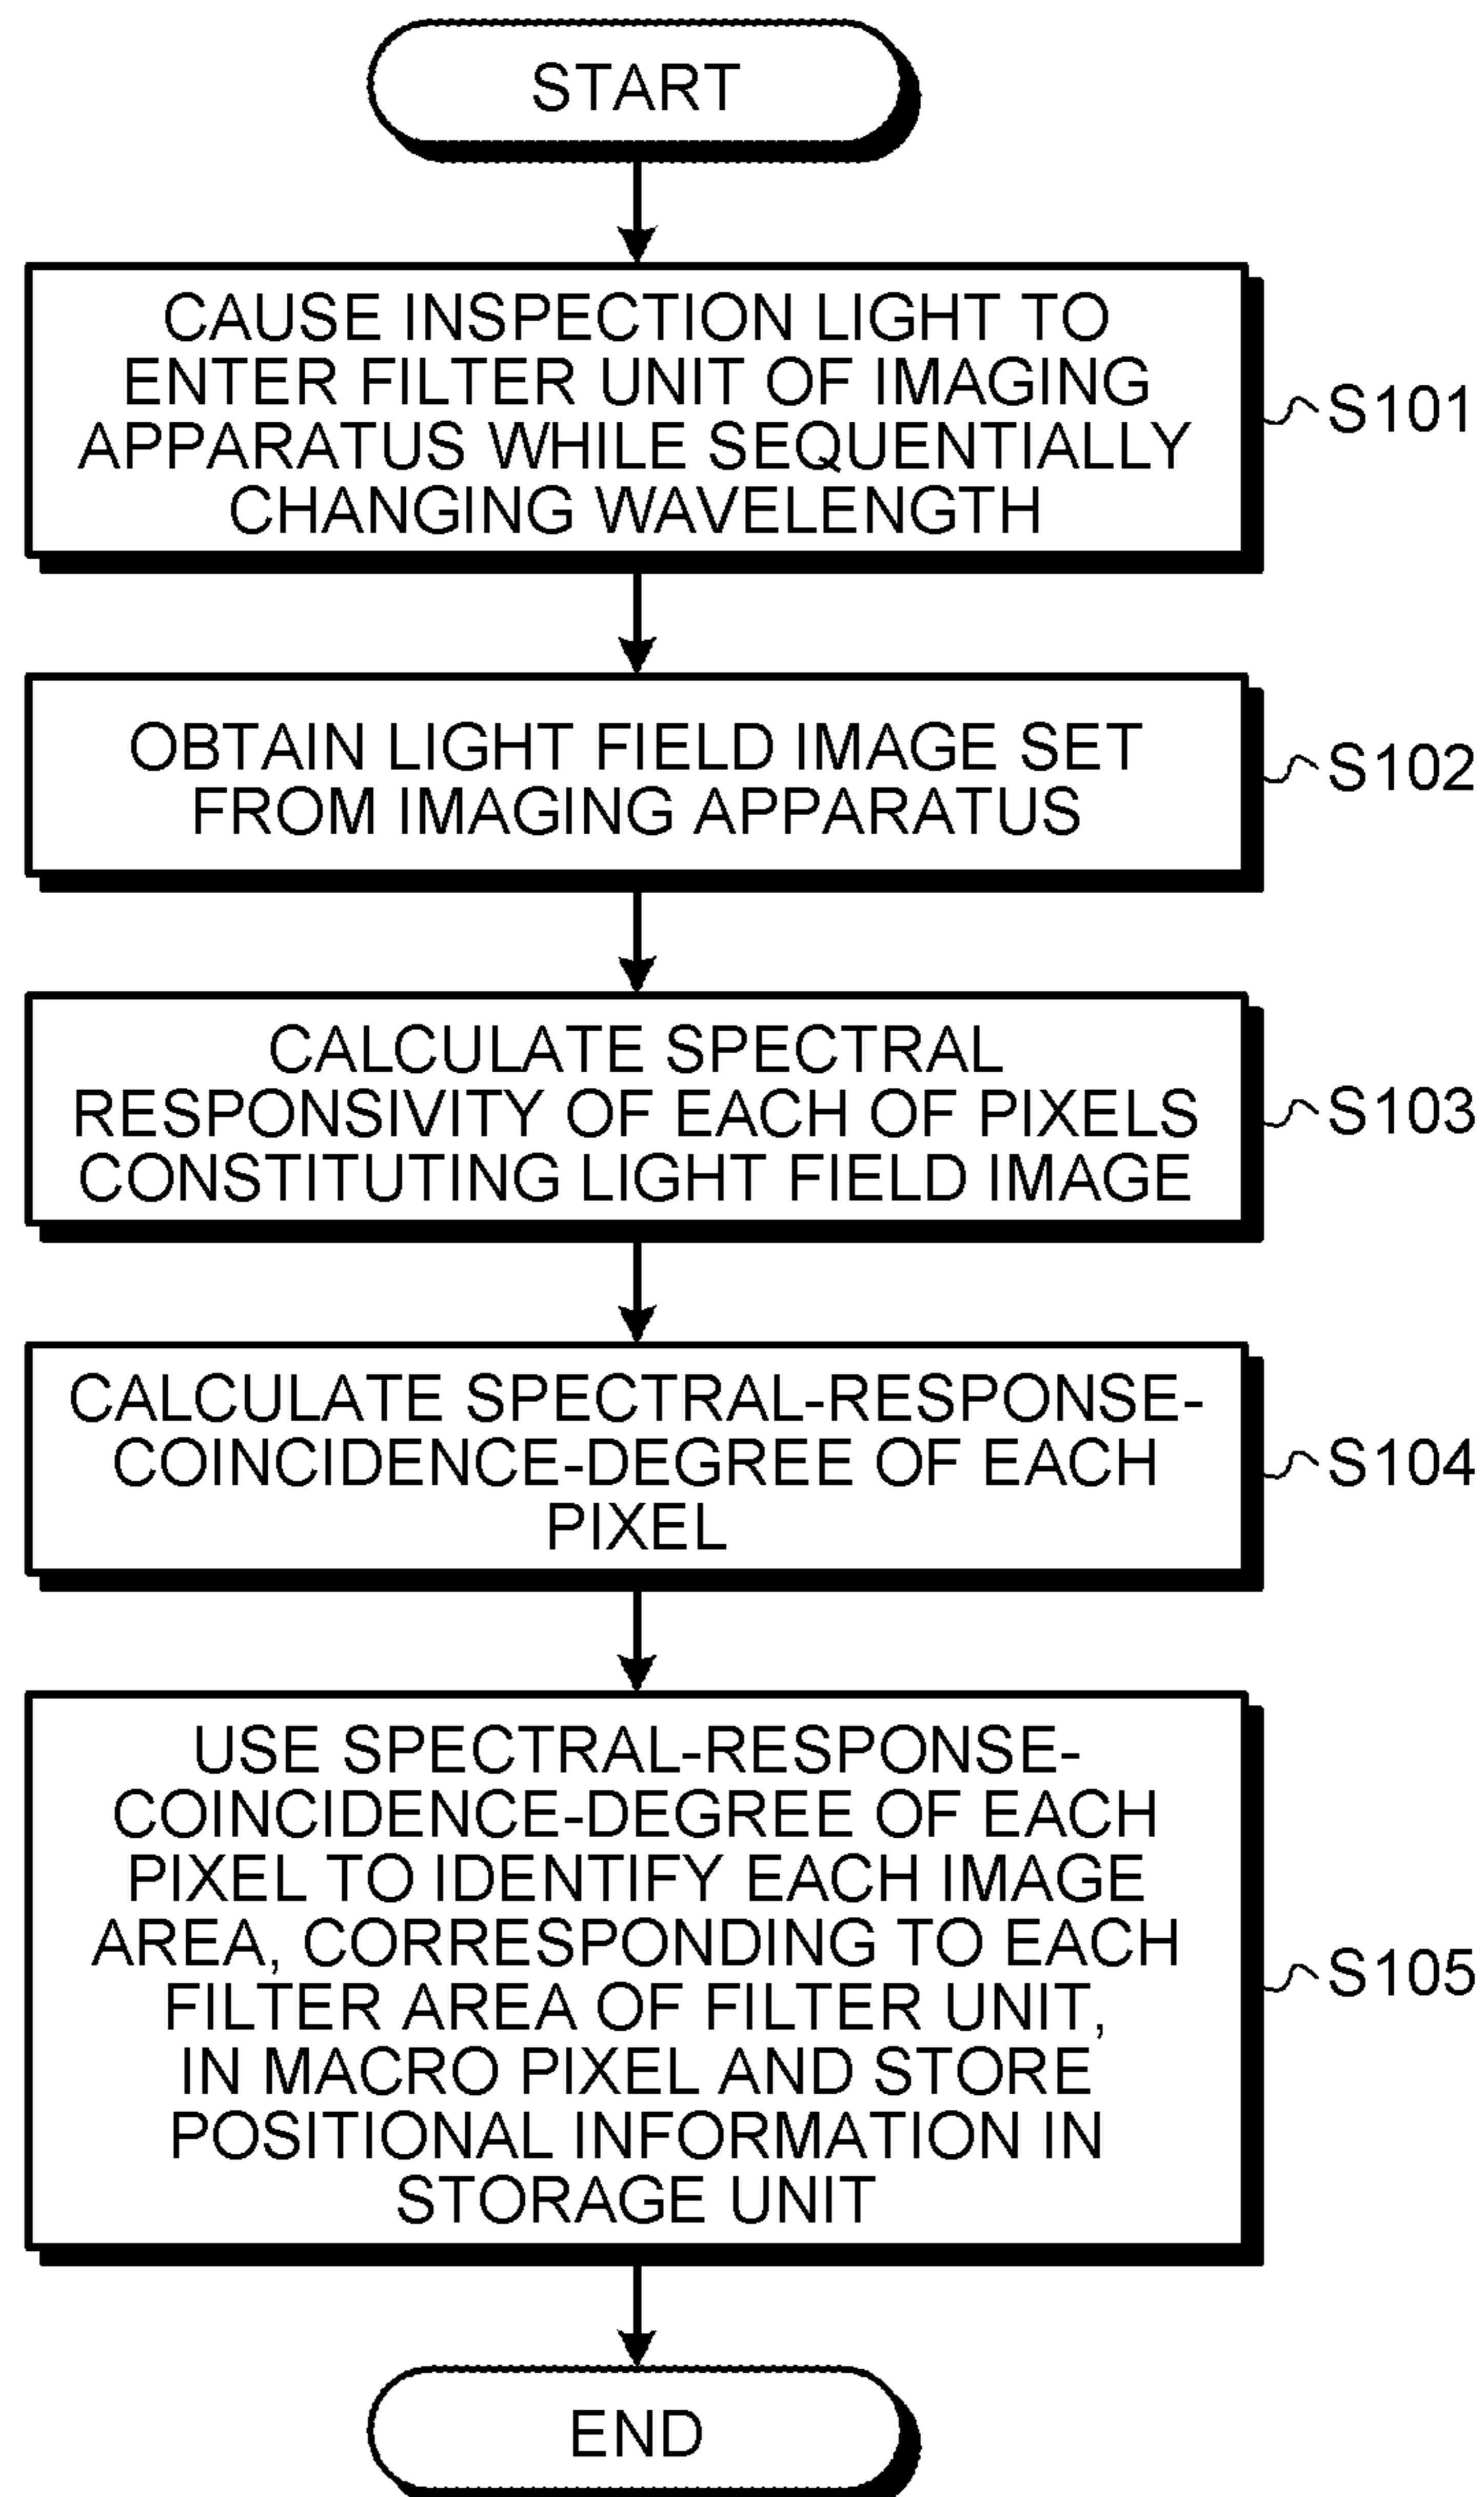 START
CAUSE INSPECTION LIGHT TO
ENTER FILTER UNIT OF IMAGING
APPARATUS WHILE SEQUENTIALLY
CHANGING WAVELENGTH
S101
OBTAIN LIGHT FIELD IMAGE SET
FROM IMAGING APPARATUS
S102
CALCULATE SPECTRAL
RESPONSIVITY OF EACH OF PIXELS
CONSTITUTING LIGHT FIELD IMAGE
S103
CALCULATE SPECTRAL-RESPONSE-
COINCIDENCE-DEGREE OF EACH
PIXEL
S104
USE SPECTRAL-RESPONSE-
COINCIDENCE-DEGREE OF EACH
PIXEL TO IDENTIFY EACH IMAGE
AREA, CORRESPONDING TO EACH
FILTER AREA OF FILTER UNIT,
IN MACRO PIXEL AND STORE
POSITIONAL INFORMATION IN
STORAGE UNIT
S105
END